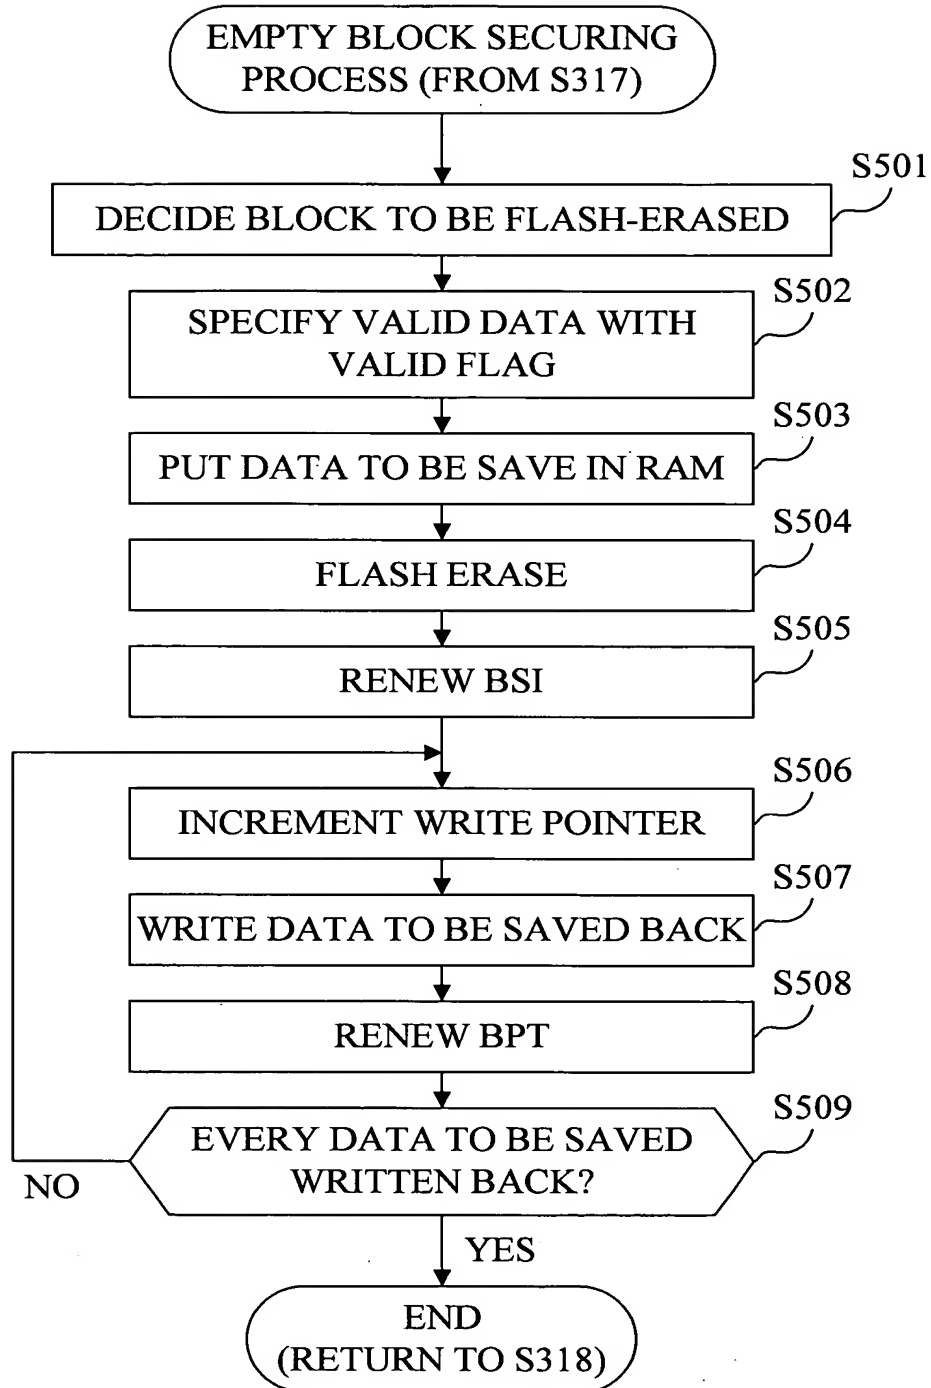 EMPTY BLOCK SECURING
PROCESS (FROM S317)
S501
DECIDE BLOCK TO BE FLASH-ERASED
S502
SPECIFY VALID DATA WITH
VALID FLAG
S503
PUT DATA TO BE SAVE IN RAM
S504
FLASH ERASE
S505
RENEW BSI
S506
INCREMENT WRITE POINTER
S507
WRITE DATA TO BE SAVED BACK
S508
RENEW BPT
S509
EVERY DATA TO BE SAVED
WRITTEN BACK?
NO
YES
END
(RETURN TO S318)